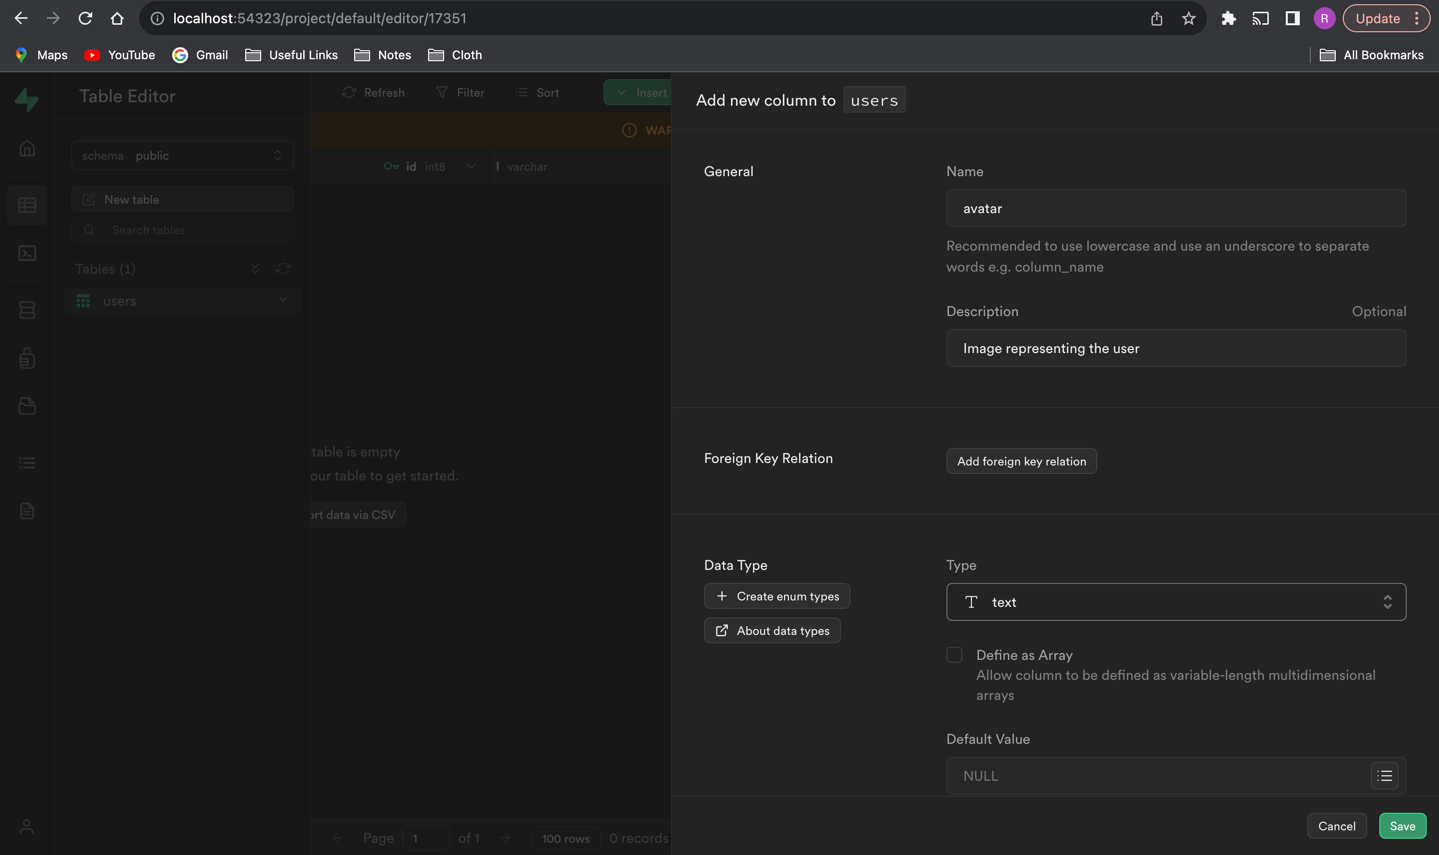 localhost:54323/project/default/editor/17351
R
Update
Maps
YouTube
Gmail
Useful Links
Notes
Cloth
All Bookmarks
Table Editor
schema public
New table
Search tables
Tables (1)
users
Refresh
Filter
Sort
Insert
WAR
id int8
varchar
table is empty
our table to get started.
ort data via CSV
Page 1 of 1
100 rows
0 records
Add new column to users
General
Name
avatar
Recommended to use lowercase and use an underscore to separate
words e.g. column_name
Description
Optional
Image representing the user
Foreign Key Relation
Add foreign key relation
Data Type
Create enum types
About data types
Type
text
Define as Array
Allow column to be defined as variable-length multidimensional
arrays
Default Value
NULL
Cancel
Save